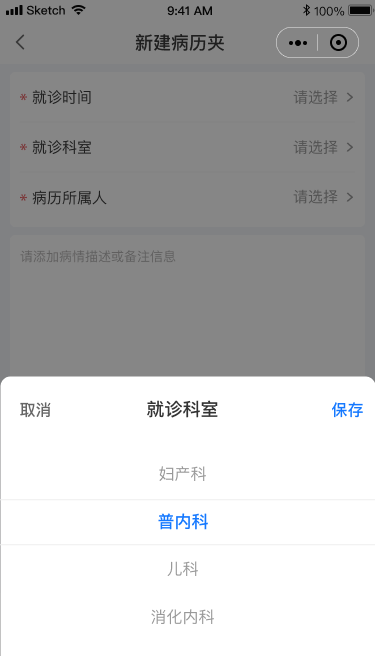 Sketch 9:41 AM 100%
新建病历夹
* 就诊时间 请选择
* 就诊科室 请选择
* 病历所属人 请选择
请添加病情描述或备注信息
取消 就诊科室 保存
妇产科
普内科
儿科
消化内科